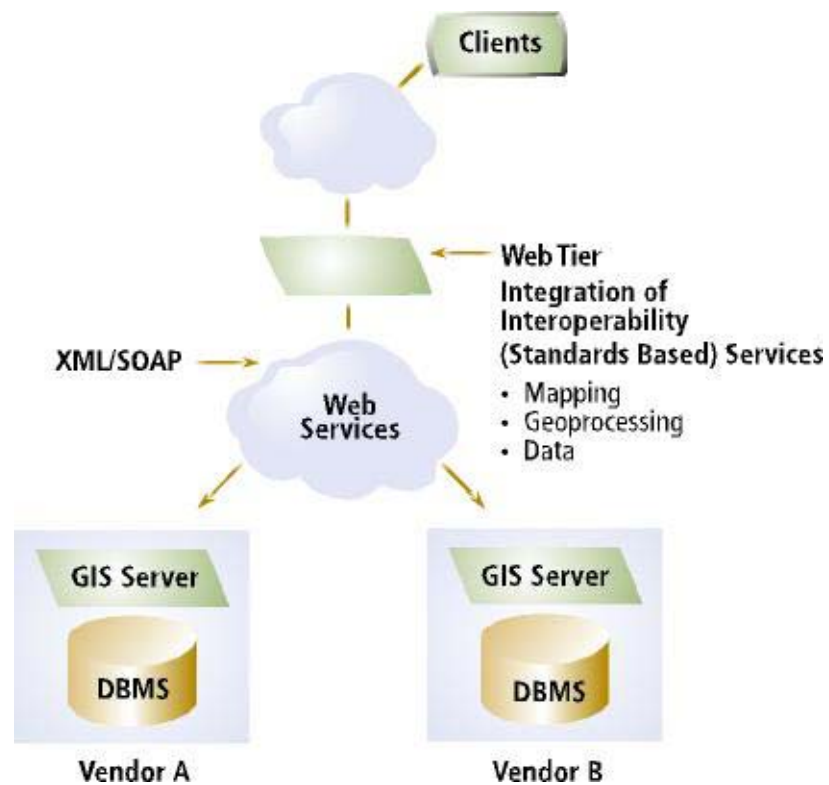 Clients
Web Tier
Integration of
Interoperability
(Standards Based) Services
• Mapping
• Geoprocessing
• Data
XML/SOAP
Web
Services
GIS Server
DBMS
Vendor A
GIS Server
DBMS
Vendor B